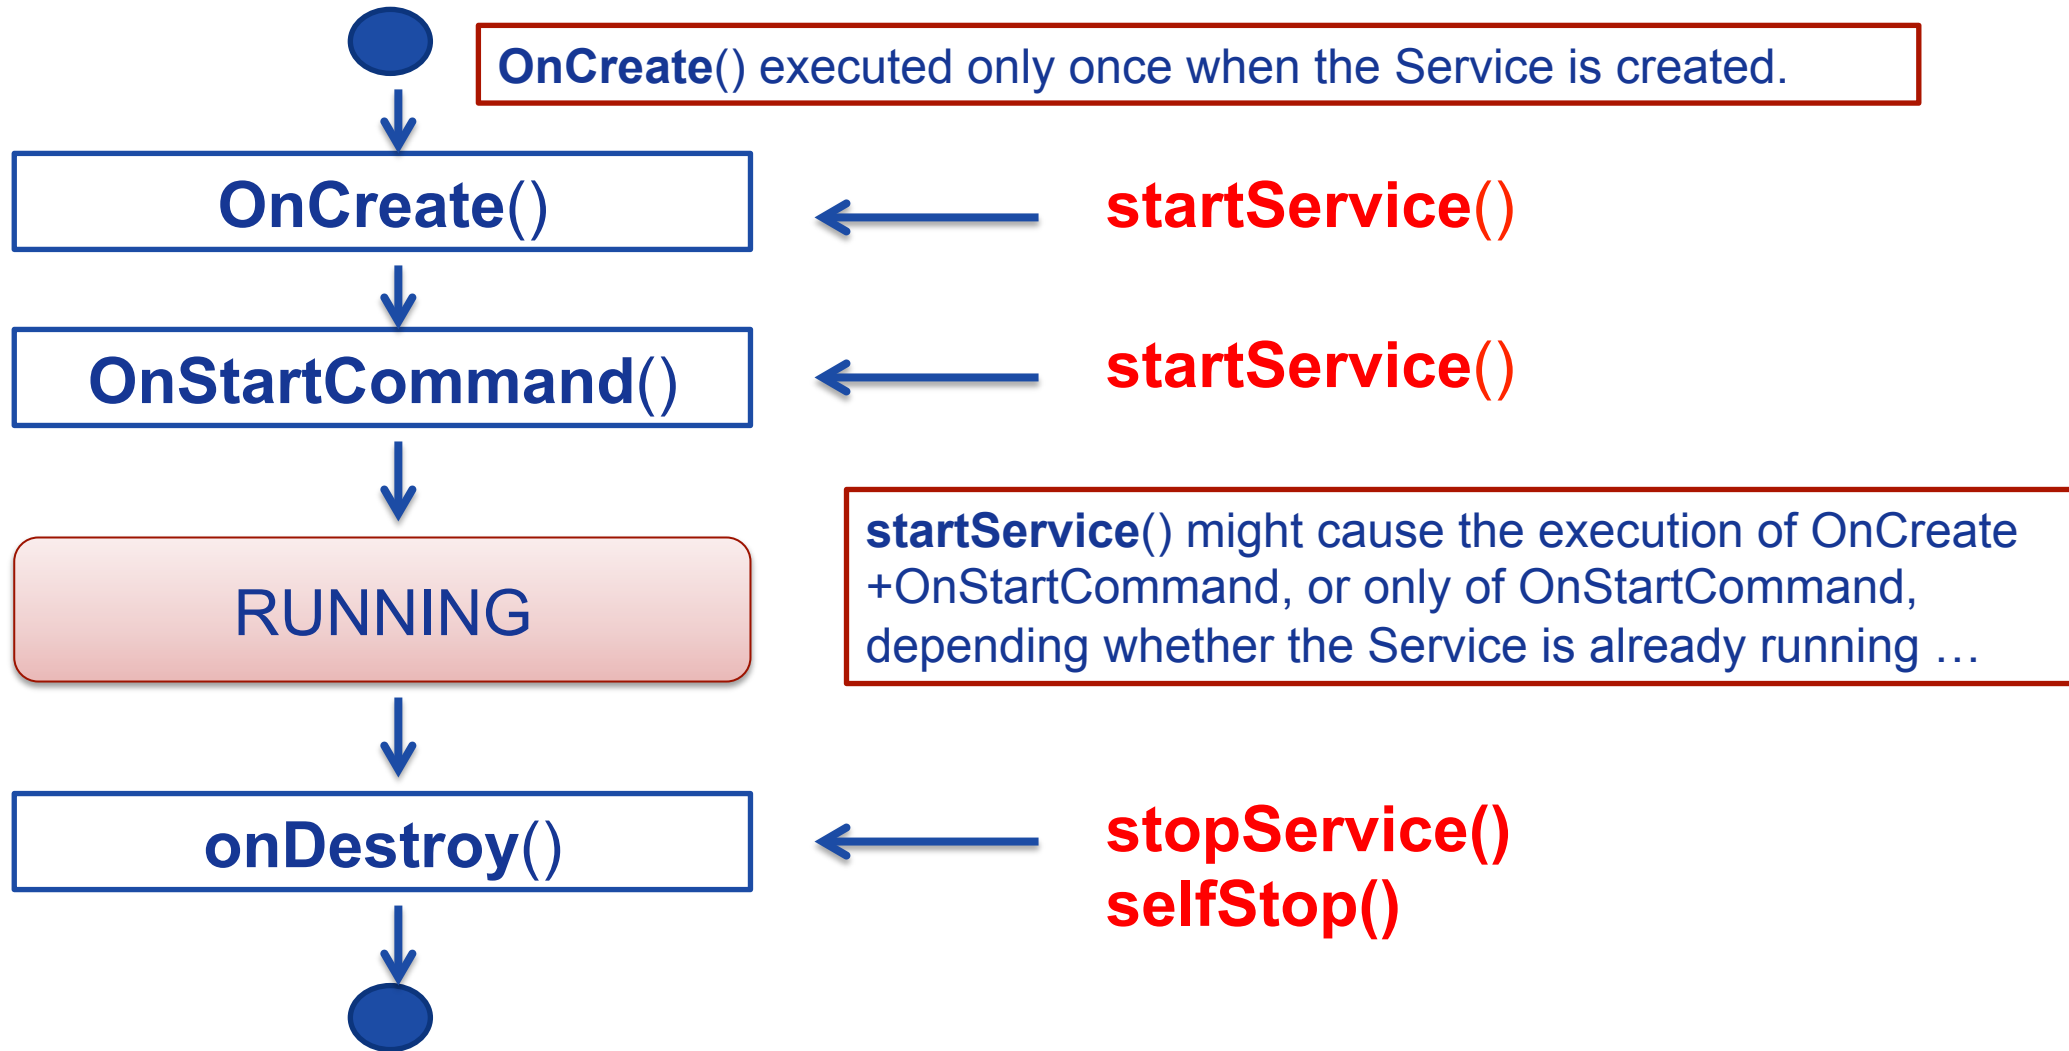 OnCreate() executed only once when the Service is created.
OnCreate()
startService()
OnStartCommand()
startService()
startService() might cause the execution of OnCreate
+OnStartCommand, or only of OnStartCommand,
depending whether the Service is already running …
RUNNING
onDestroy()
stopService()
selfStop()